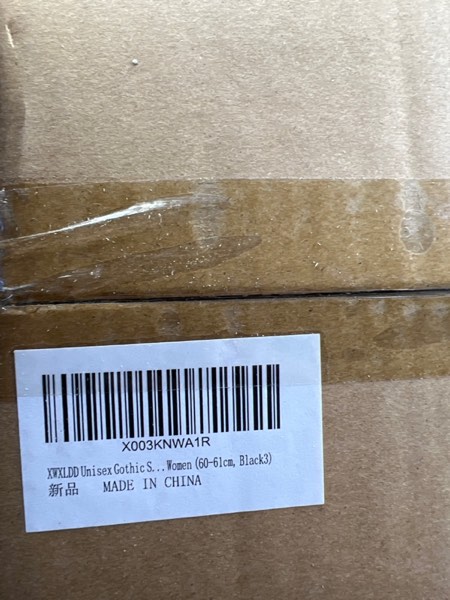 X003KNWA1R
XWXLDD Unisex Gothic S...Women (60-61cm, Black3)
新品 MADE IN CHINA